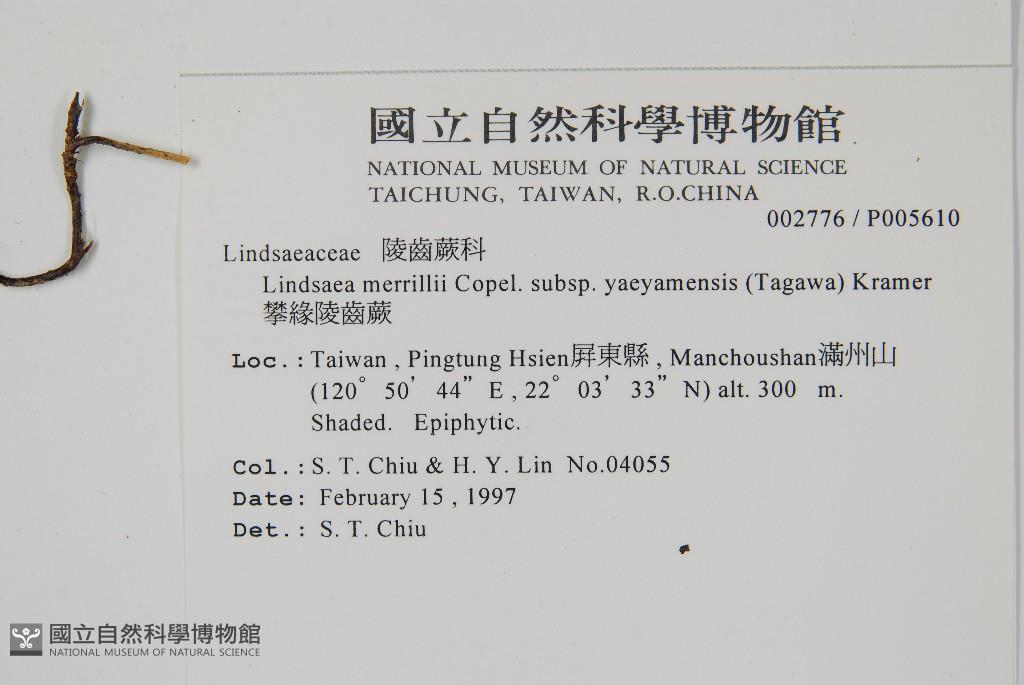 國立自然科學博物館
NATIONAL MUSEUM OF NATURAL SCIENCE
TAICHUNG, TAIWAN, R.O.CHINA
002776 / P005610
Lindsaeaceae 陵齒蕨科
Lindsaea merrillii Copel. subsp. yaeyamensis (Tagawa) Kramer
攀緣陵齒蕨
Loc.: Taiwan , Pingtung Hsien屏東縣 , Manchoushan滿州山
(120° 50’ 44” E , 22° 03’ 33” N) alt. 300 m.
Shaded. Epiphytic.
Col.: S. T. Chiu & H. Y. Lin No.04055
Date: February 15 , 1997
Det.: S. T. Chiu
國立自然科學博物館
NATIONAL MUSEUM OF NATURAL SCIENCE